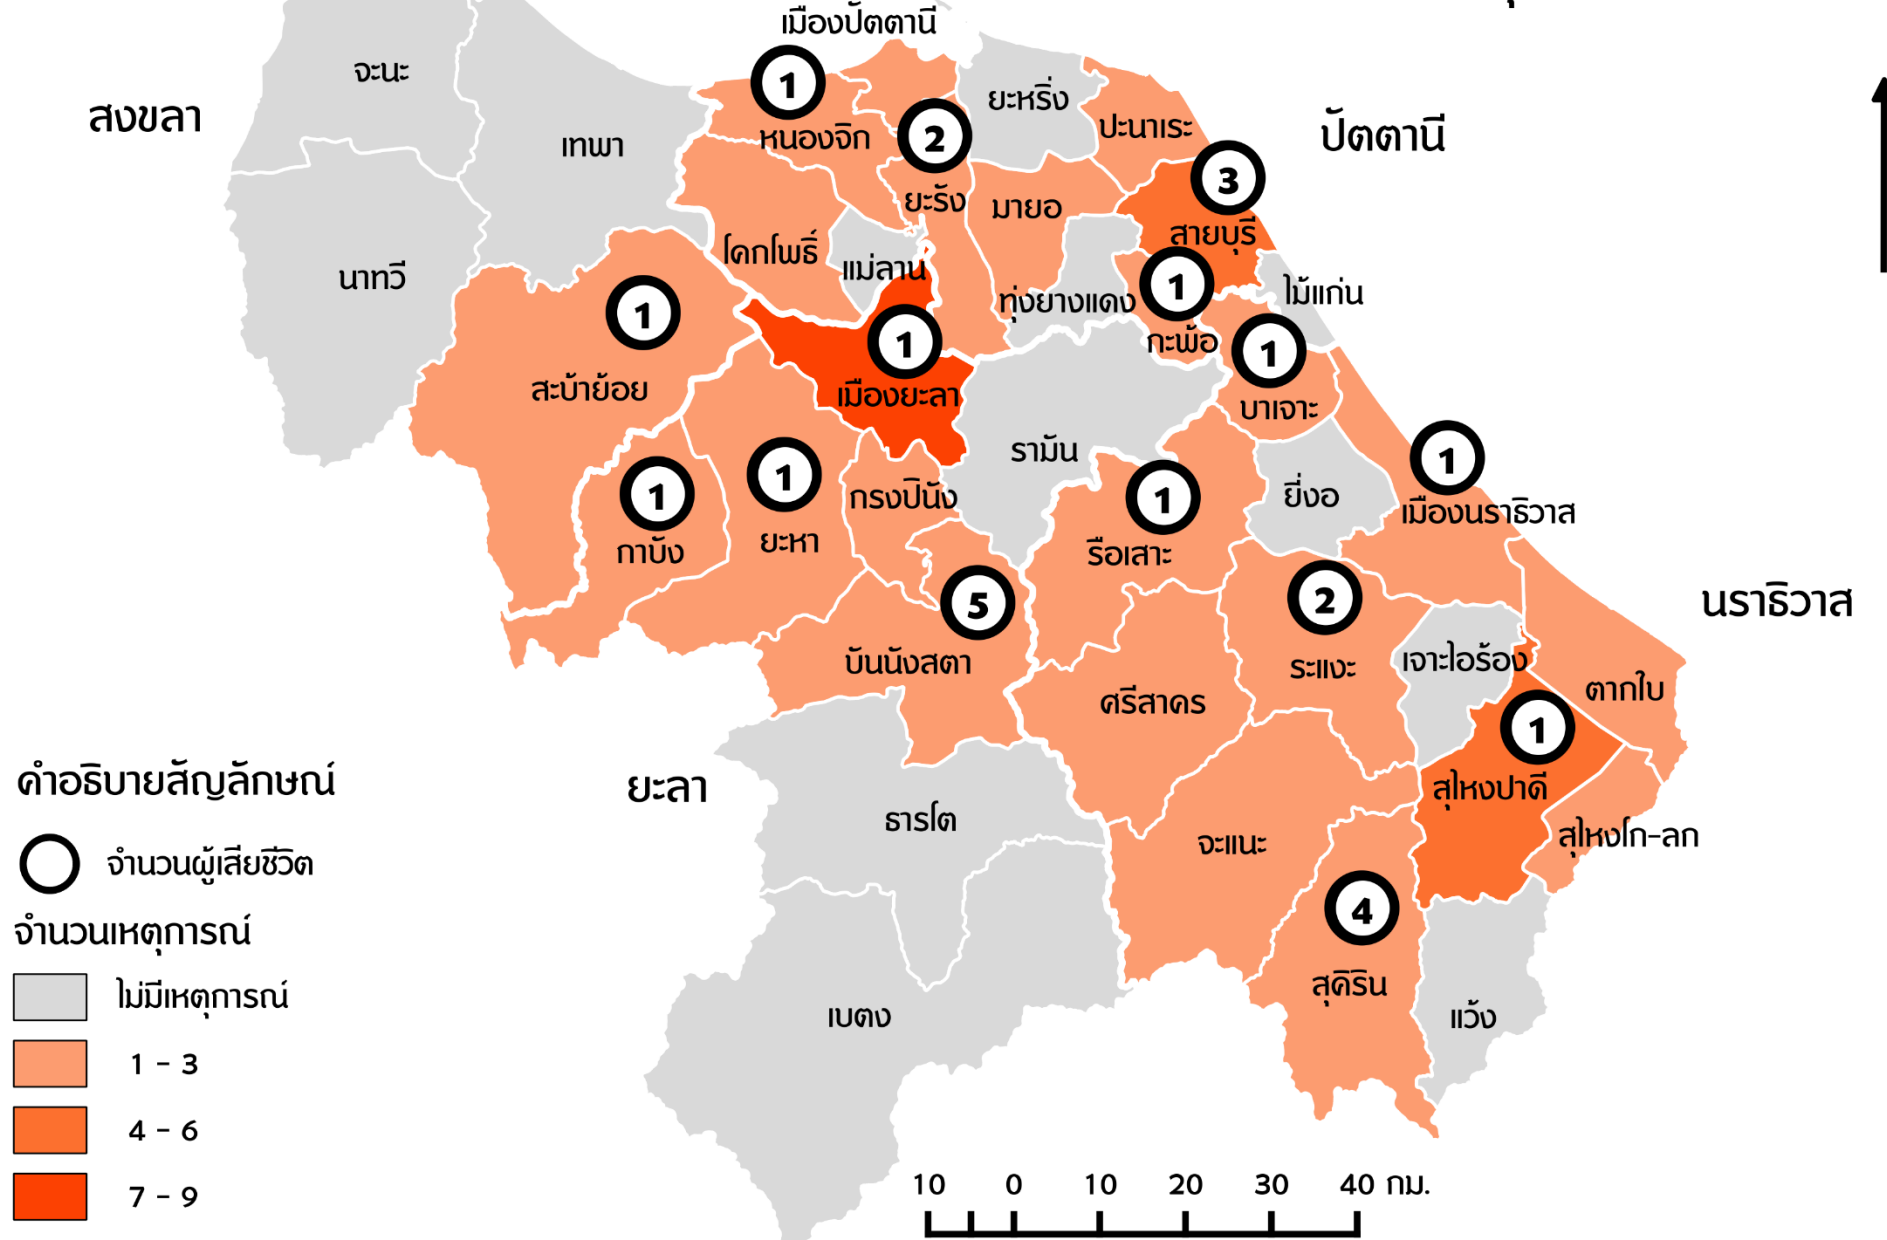 เมืองปัตตานี
จะนะ
1
ยะหริ่ง
สงขลา
เทพา
หนองจิก
2
ปะนาเระ
ปัตตานี
3
ยะรัง
มายอ
สายบุรี
โคกโพธิ์
แม่ลาน
นาทวี
1
ทุ่งยางแดง
1
ไม้แก่น
กะพ้อ
1
เมืองยะลา
1
บาเจาะ
สะบ้าย้อย
รามัน
1
เมืองนราธิวาส
1
กาบัง
1
ยะหา
กรงปินัง
1
รือเสาะ
ยี่งอ
5
บันนังสตา
2
ระแงะ
นราธิวาส
เจาะไอร้อง
ตากใบ
ศรีสาคร
1
สุไหงปาดี
ยะลา
ธารโต
จะแนะ
สุไหงโก-ลก
4
สุคิริน
เบตง
แว้ง
คำอธิบายสัญลักษณ์
จำนวนผู้เสียชีวิต
จำนวนเหตุการณ์
ไม่มีเหตุการณ์
1 - 3
4 - 6
7 - 9
10 0 10 20 30 40 กม.